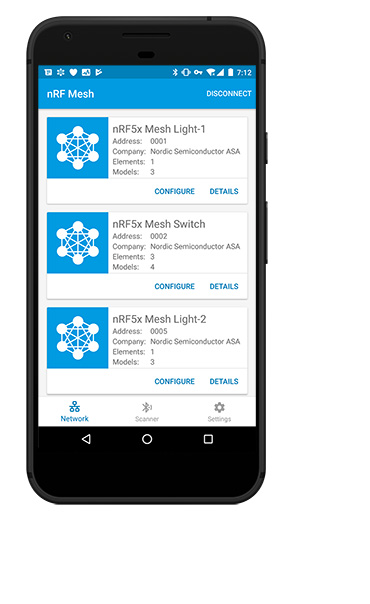 7:12
nRF Mesh
DISCONNECT
nRF5x Mesh Light-1
Address: 0001
Company: Nordic Semiconductor ASA
Elements: 1
Models: 3
CONFIGURE DETAILS
nRF5x Mesh Switch
Address: 0002
Company: Nordic Semiconductor ASA
Elements: 3
Models: 4
CONFIGURE DETAILS
nRF5x Mesh Light-2
Address: 0005
Company: Nordic Semiconductor ASA
Elements: 1
Models: 3
CONFIGURE DETAILS
Network Scanner Settings